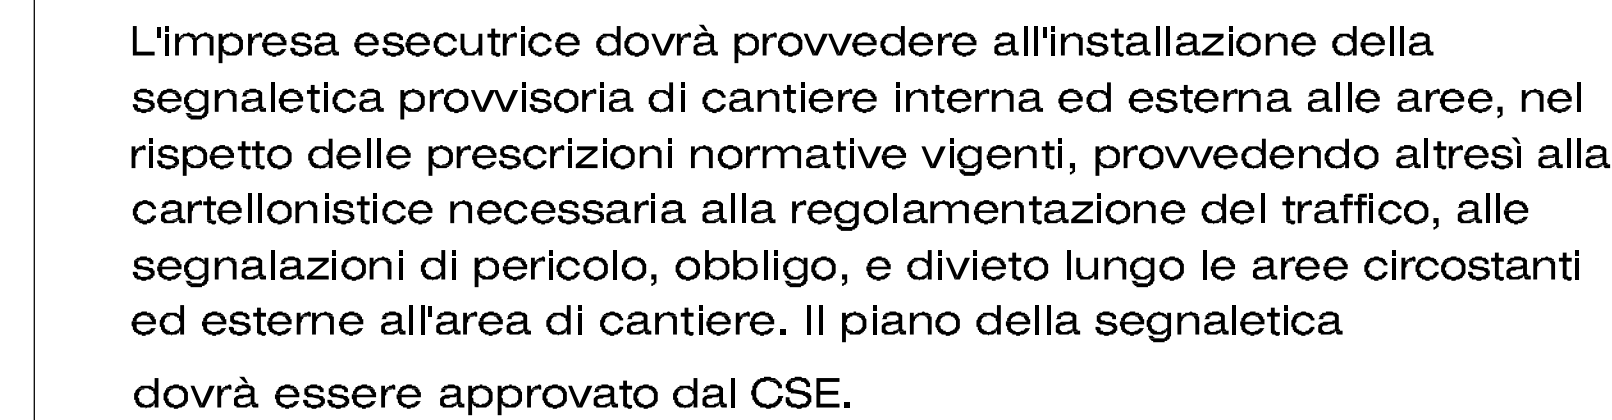 L'impresa esecutrice dovrà provvedere all'installazione della
segnaletica provvisoria di cantiere interna ed esterna alle aree, nel
rispetto delle prescrizioni normative vigenti, provvedendo altresì alla
cartellonistice necessaria alla regolamentazione del traffico, alle
segnalazioni di pericolo, obbligo, e divieto lungo le aree circostanti
ed esterne all'area di cantiere. Il piano della segnaletica
dovrà essere approvato dal CSE.